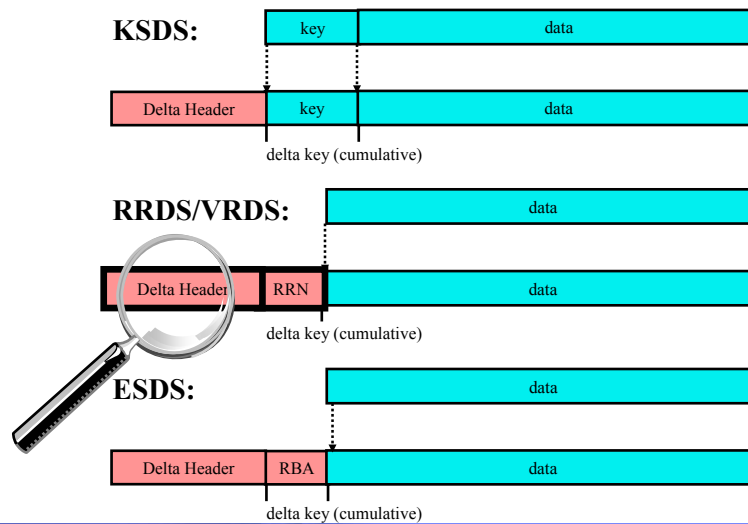 KSDS:
key
data
Delta Header
key
data
delta key (cumulative)
RRDS/VRDS:
data
Delta Header
RRN
data
delta key (cumulative)
ESDS:
data
Delta Header
RBA
data
delta key (cumulative)